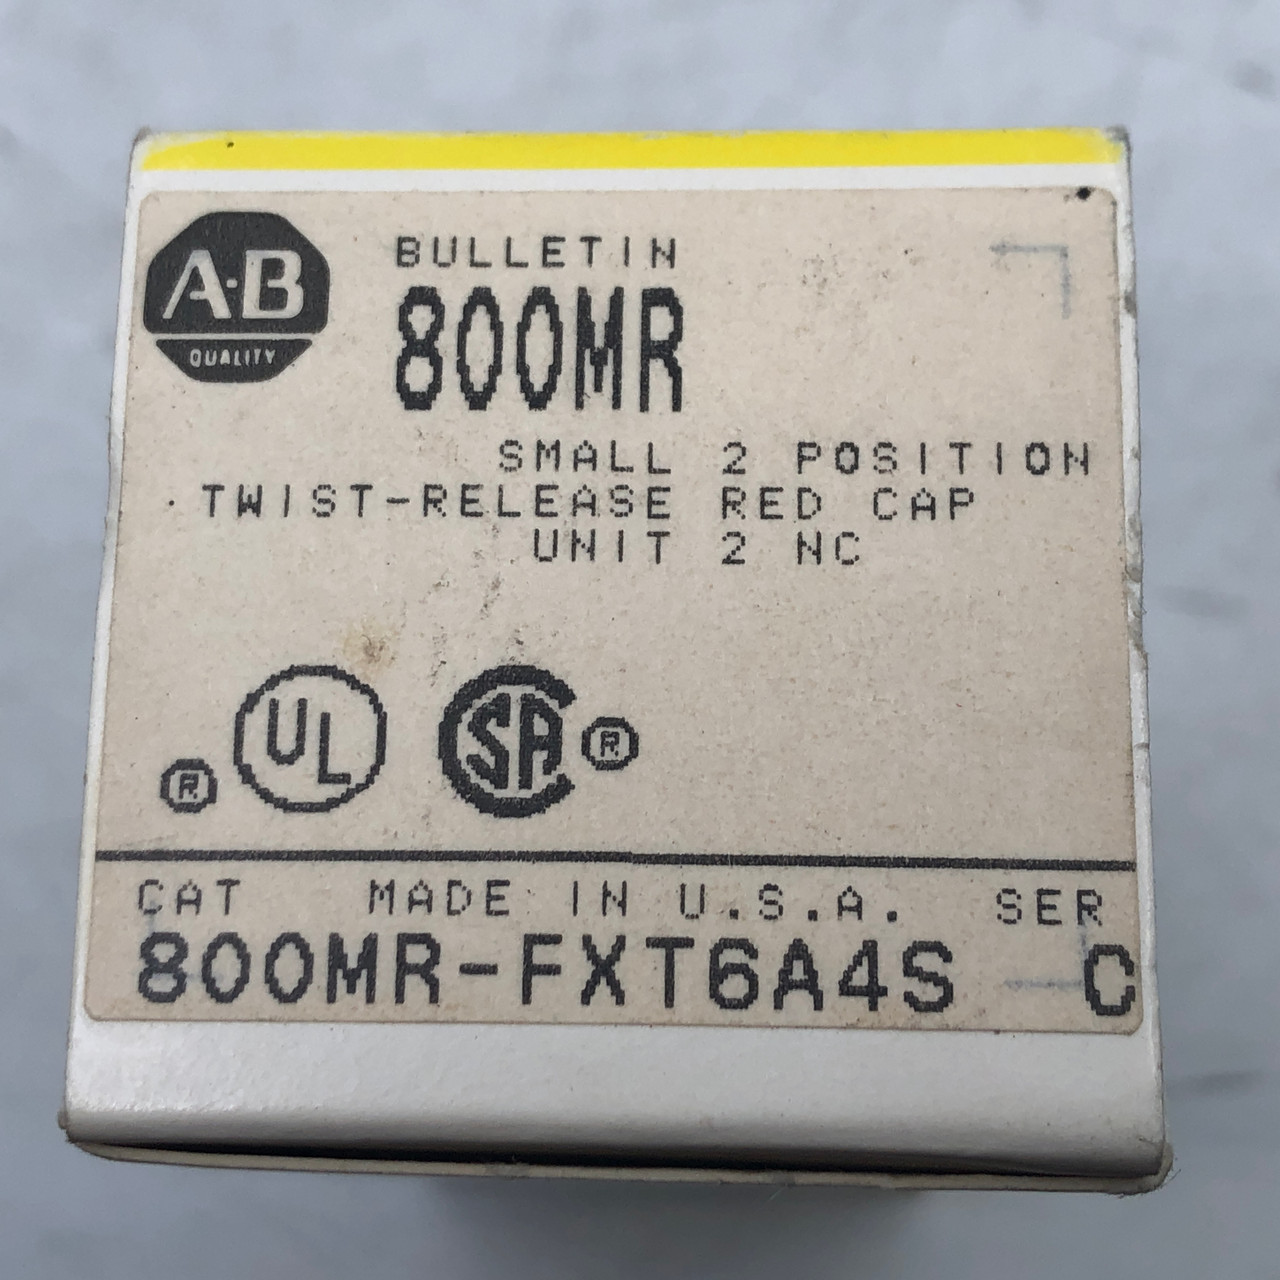 A·B
QUALITY
BULLETIN
800MR
SMALL 2 POSITION
TWIST-RELEASE RED CAP
UNIT 2 NC
® UL CSA ®
CAT MADE IN U.S.A. SER
800MR-FXT6A4S C